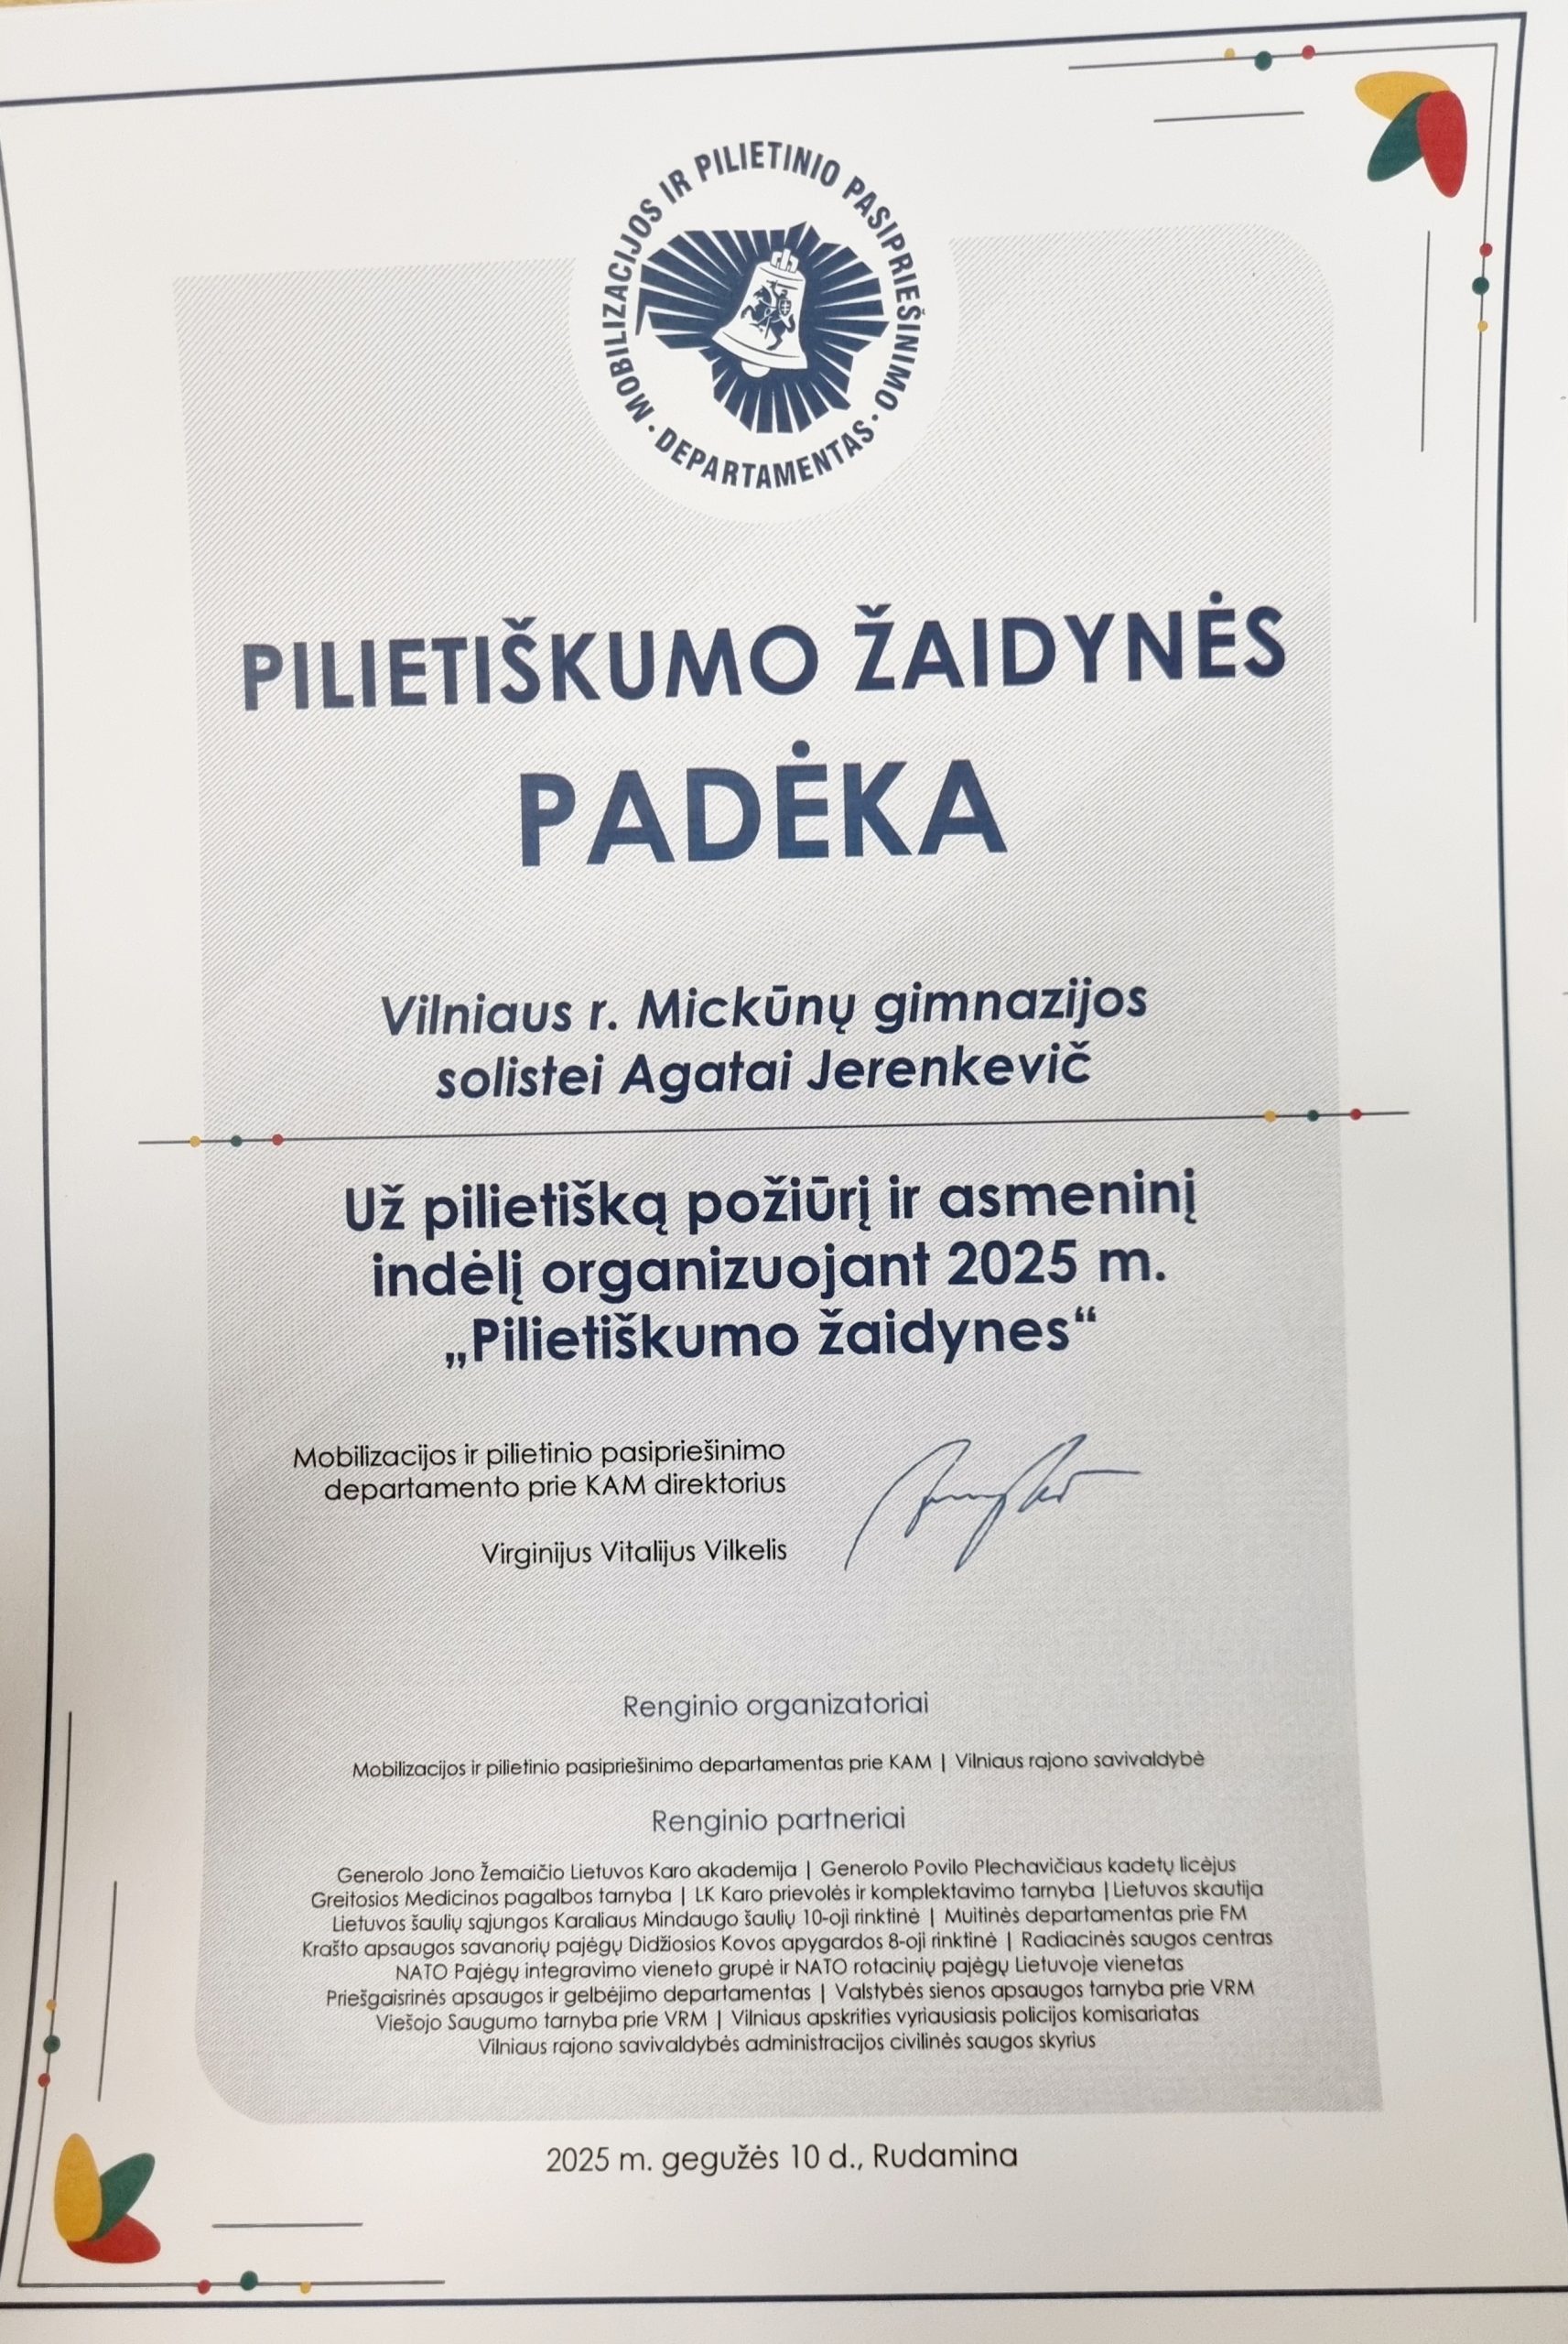 MOBILIZACIJOS IR PILIETINIO PASIPRIEŠINIMO
· DEPARTAMENTAS ·
PILIETIŠKUMO ŽAIDYNĖS
PADĖKA
Vilniaus r. Mickūnų gimnazijos
solistei Agatai Jerenkevič
Už pilietišką požiūrį ir asmeninį
indėlį organizuojant 2025 m.
„Pilietiškumo žaidynes“
Mobilizacijos ir pilietinio pasipriešinimo
departamento prie KAM direktorius
Virginijus Vitalijus Vilkelis
Renginio organizatoriai
Mobilizacijos ir pilietinio pasipriešinimo departamentas prie KAM | Vilniaus rajono savivaldybė
Renginio partneriai
Generolo Jono Žemaičio Lietuvos Karo akademija | Generolo Povilo Plechavičiaus kadetų licėjus
Greitosios Medicinos pagalbos tarnyba | LK Karo prievolės ir komplektavimo tarnyba | Lietuvos skautija
Lietuvos šaulių sąjungos Karaliaus Mindaugo šaulių 10-oji rinktinė | Muitinės departamentas prie FM
Krašto apsaugos savanorių pajėgų Didžiosios Kovos apygardos 8-oji rinktinė | Radiacinės saugos centras
NATO Pajėgų integravimo vieneto grupė ir NATO rotacinių pajėgų Lietuvoje vienetas
Priešgaisrinės apsaugos ir gelbėjimo departamentas | Valstybės sienos apsaugos tarnyba prie VRM
Viešojo Saugumo tarnyba prie VRM | Vilniaus apskrities vyriausiasis policijos komisariatas
Vilniaus rajono savivaldybės administracijos civilinės saugos skyrius
2025 m. gegužės 10 d., Rudamina